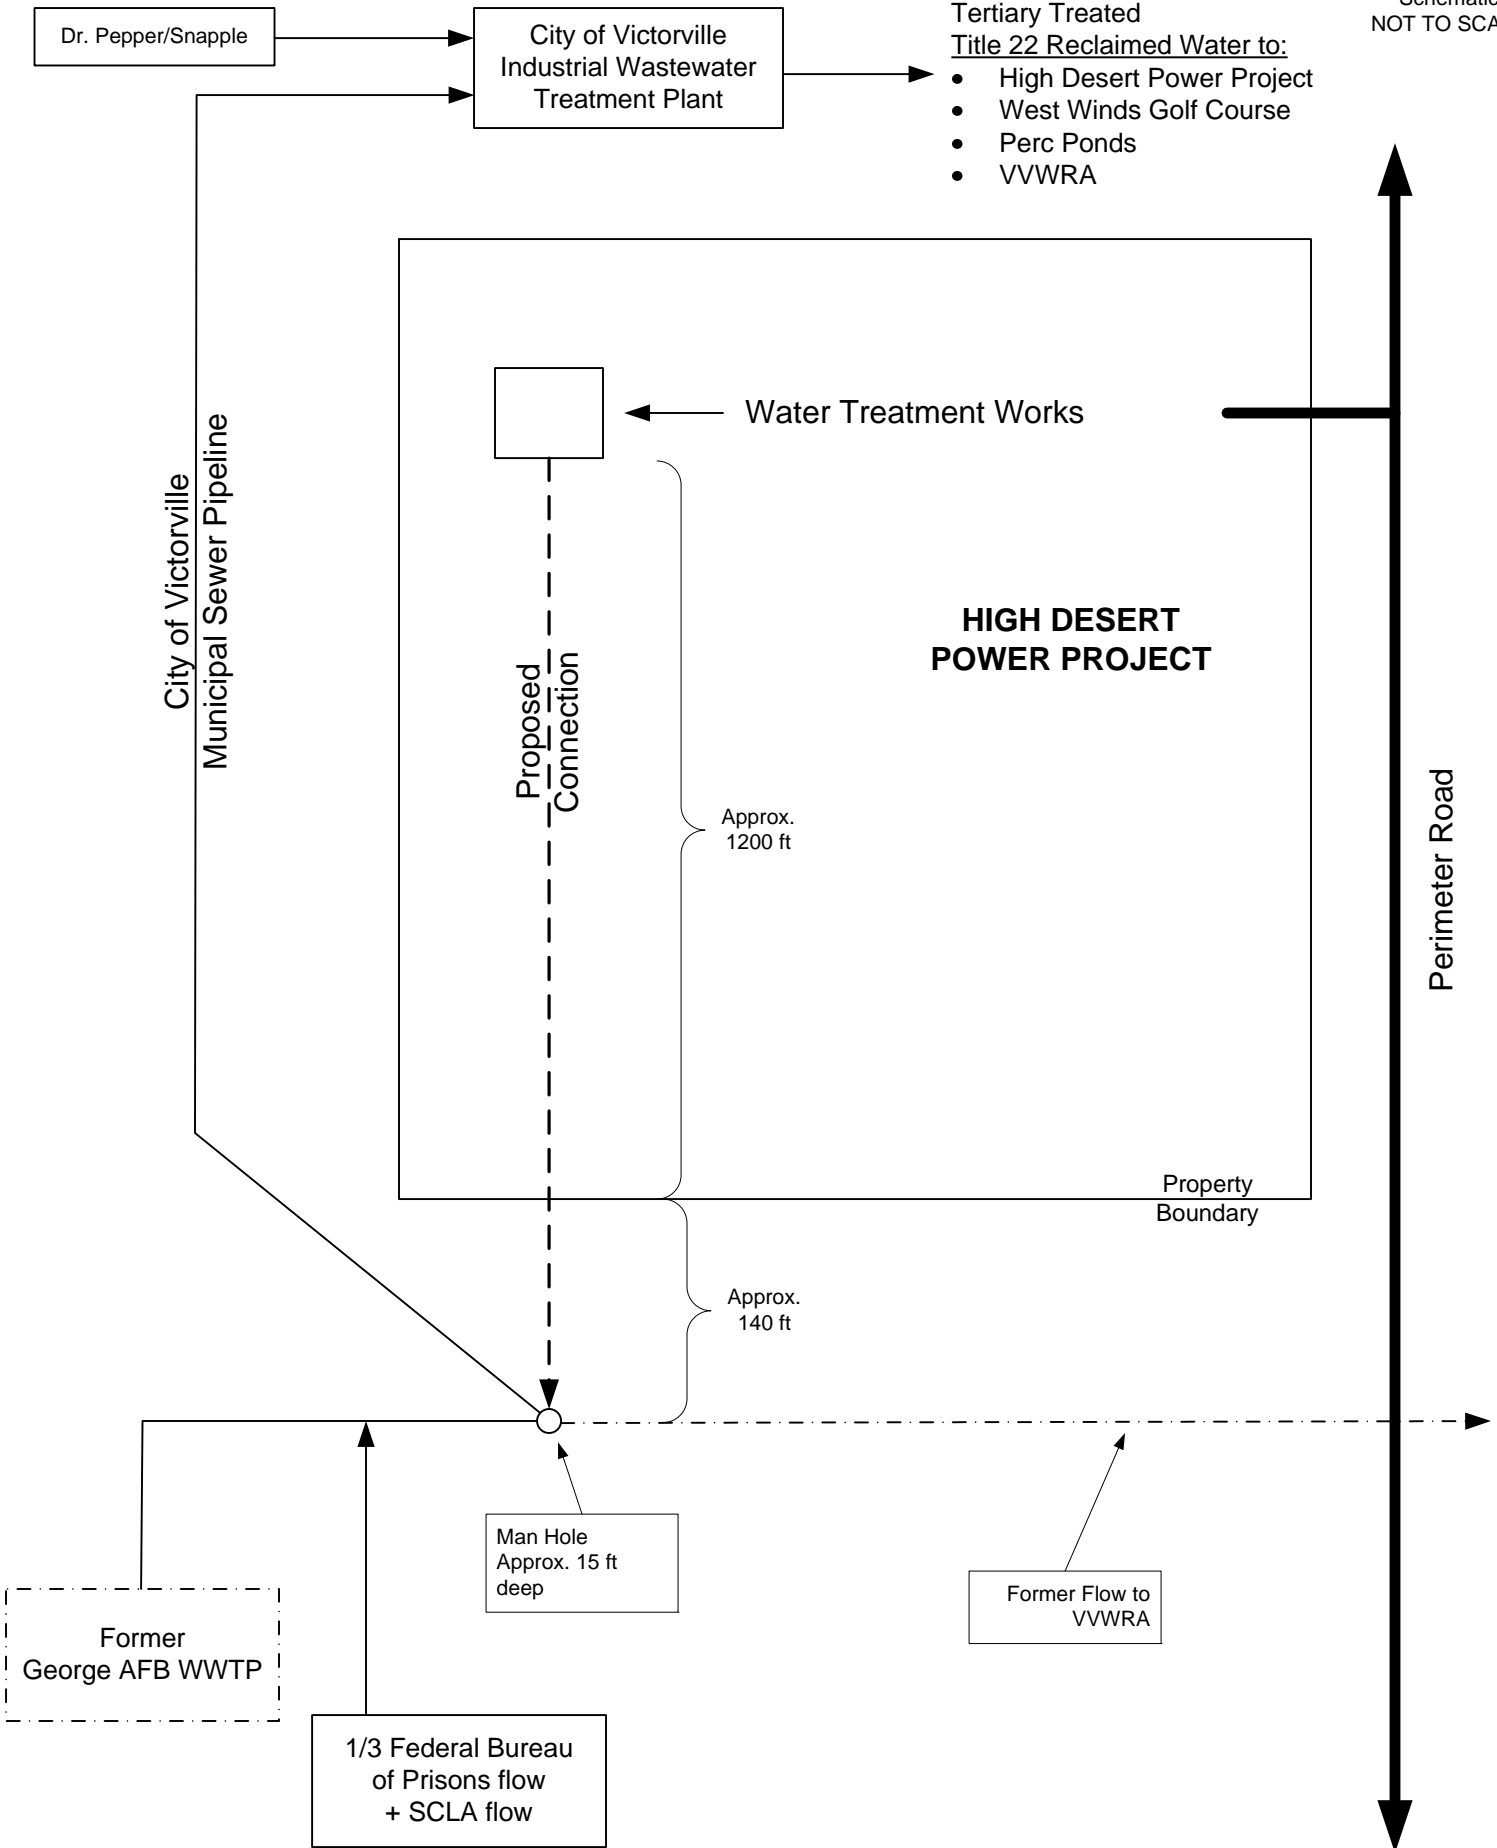 Schematic
NOT TO SCA
Dr. Pepper/Snapple
City of Victorville
Industrial Wastewater
Treatment Plant
Tertiary Treated
Title 22 Reclaimed Water to:
• High Desert Power Project
• West Winds Golf Course
• Perc Ponds
• VVWRA
Water Treatment Works
City of Victorville
Municipal Sewer Pipeline
HIGH DESERT
POWER PROJECT
Proposed
Connection
Approx.
1200 ft
Perimeter Road
Property
Boundary
Approx.
140 ft
Man Hole
Approx. 15 ft
deep
Former Flow to
VVWRA
Former
George AFB WWTP
1/3 Federal Bureau
of Prisons flow
+ SCLA flow